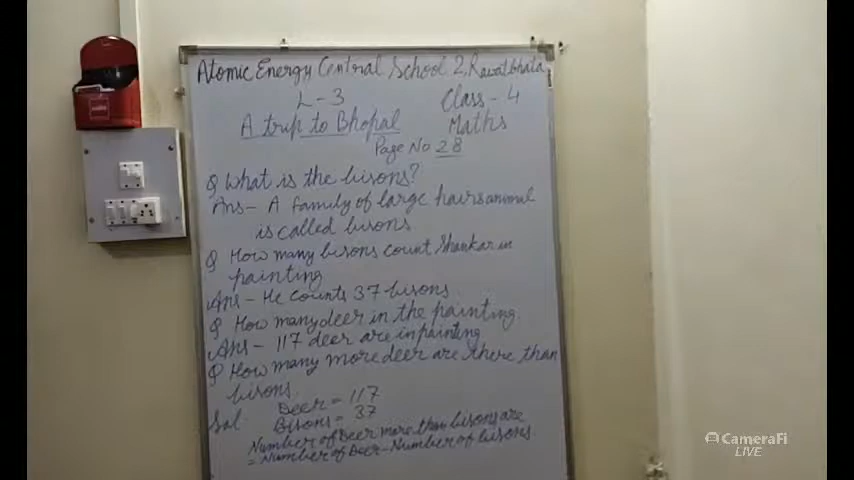 Atomic Energy Central School 2, Rawatbhata
L-3 Class-4
A trip to Bhopal Maths
Page No 28
Q What is the bisons?
Ans- A family of large hairs animal
is called bisons
Q How many bisons count Shankar in
painting
Ans- He counts 37 bisons
Q How many deer in the painting.
Ans- 117 deer are in painting
Q How many more deer are there than
bisons.
Sol Deer = 117
Bisons = 37
Number of Deer more than bisons are
= Number of Deer - Number of bisons
CameraFi
LIVE